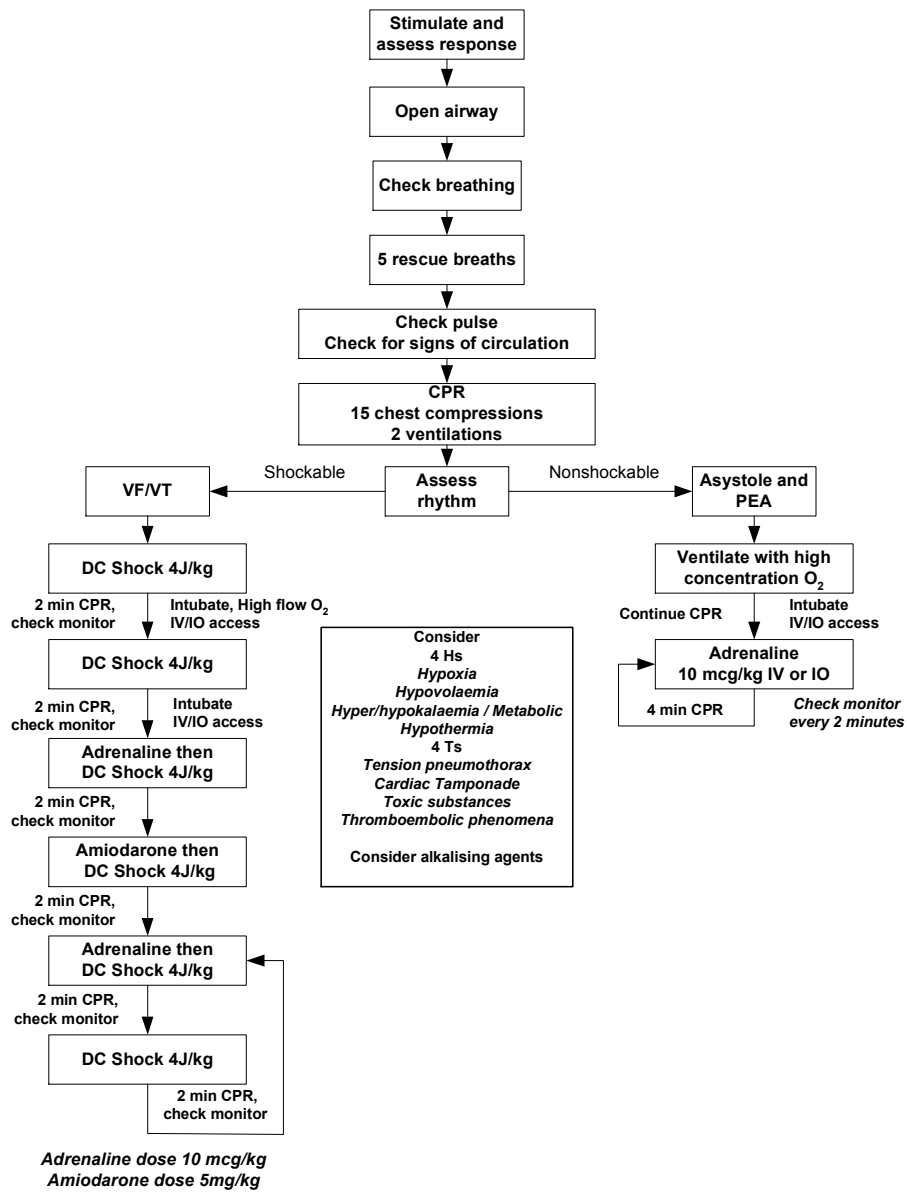 Stimulate and
assess response
Open airway
Check breathing
5 rescue breaths
Check pulse
Check for signs of circulation
CPR
15 chest compressions
2 ventilations
Assess
rhythm
Shockable
Nonshockable
VF/VT
DC Shock 4J/kg
2 min CPR,
check monitor
Intubate, High flow O₂
IV/IO access
DC Shock 4J/kg
2 min CPR,
check monitor
Intubate
IV/IO access
Adrenaline then
DC Shock 4J/kg
2 min CPR,
check monitor
Amiodarone then
DC Shock 4J/kg
2 min CPR,
check monitor
Adrenaline then
DC Shock 4J/kg
2 min CPR,
check monitor
DC Shock 4J/kg
2 min CPR,
check monitor
Adrenaline dose 10 mcg/kg
Amiodarone dose 5mg/kg
Consider
4 Hs
Hypoxia
Hypovolaemia
Hyper/hypokalaemia / Metabolic
Hypothermia
4 Ts
Tension pneumothorax
Cardiac Tamponade
Toxic substances
Thromboembolic phenomena
Consider alkalising agents
Asystole and
PEA
Ventilate with high
concentration O₂
Continue CPR
Intubate
IV/IO access
Adrenaline
10 mcg/kg IV or IO
4 min CPR
Check monitor
every 2 minutes